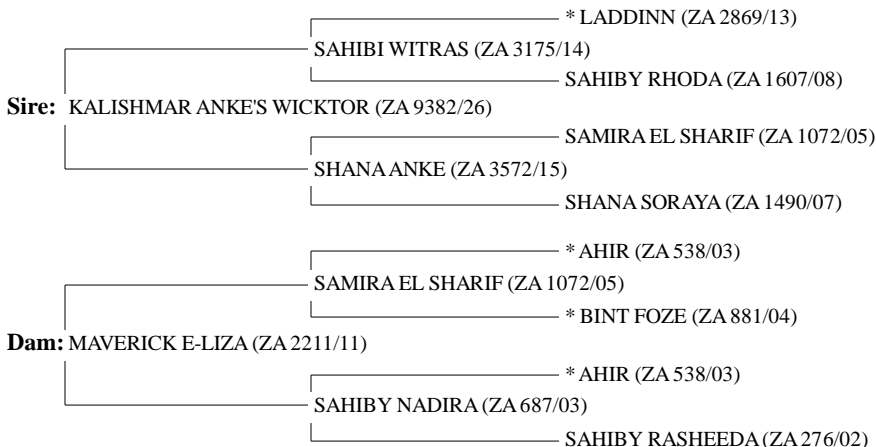 * LADDINN (ZA 2869/13)
SAHIBI WITRAS (ZA 3175/14)
SAHIBY RHODA (ZA 1607/08)
Sire: KALISHMAR ANKE'S WICKTOR (ZA 9382/26)
SAMIRA EL SHARIF (ZA 1072/05)
SHANA ANKE (ZA 3572/15)
SHANA SORAYA (ZA 1490/07)
* AHIR (ZA 538/03)
SAMIRA EL SHARIF (ZA 1072/05)
* BINT FOZE (ZA 881/04)
Dam: MAVERICK E-LIZA (ZA 2211/11)
* AHIR (ZA 538/03)
SAHIBY NADIRA (ZA 687/03)
SAHIBY RASHEEDA (ZA 276/02)